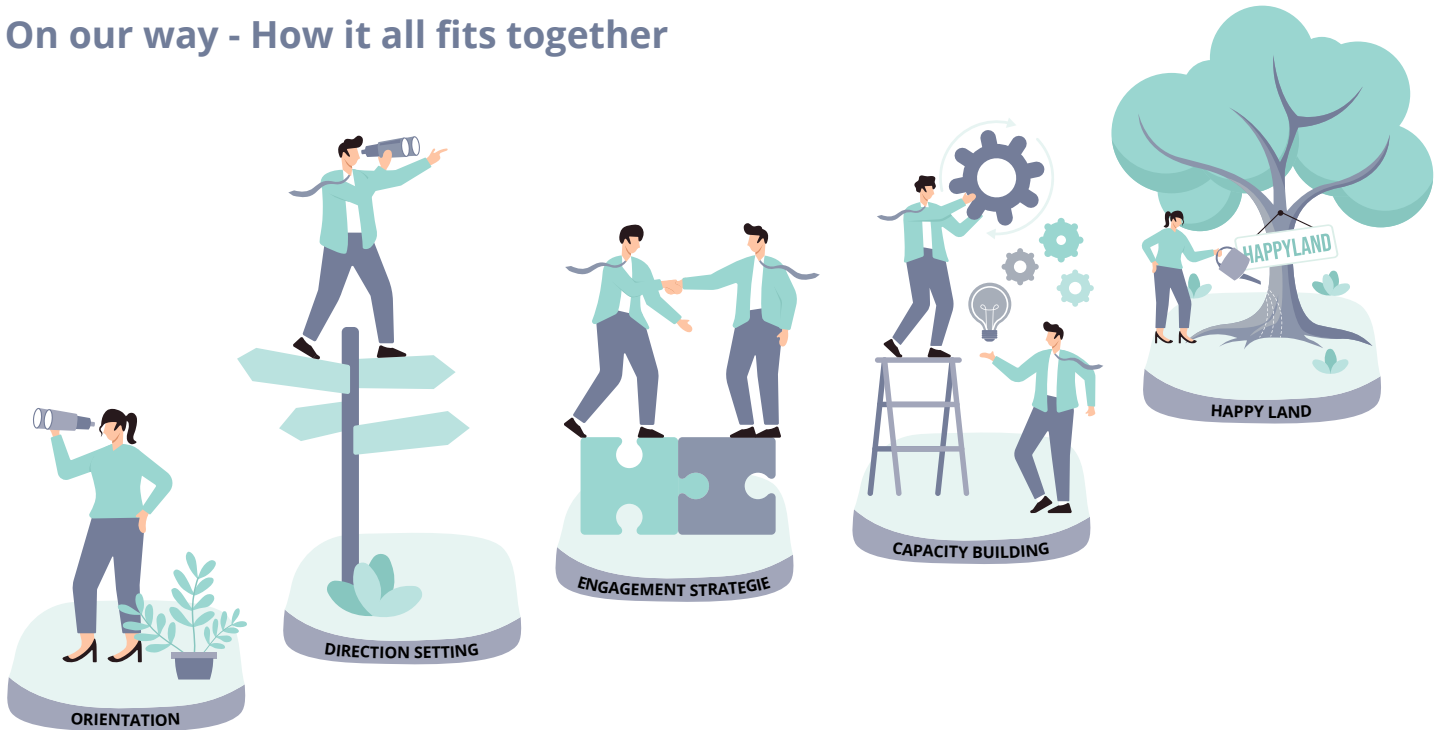 On our way - How it all fits together
ORIENTATION
DIRECTION SETTING
ENGAGEMENT STRATEGIE
CAPACITY BUILDING
HAPPYLAND
HAPPY LAND